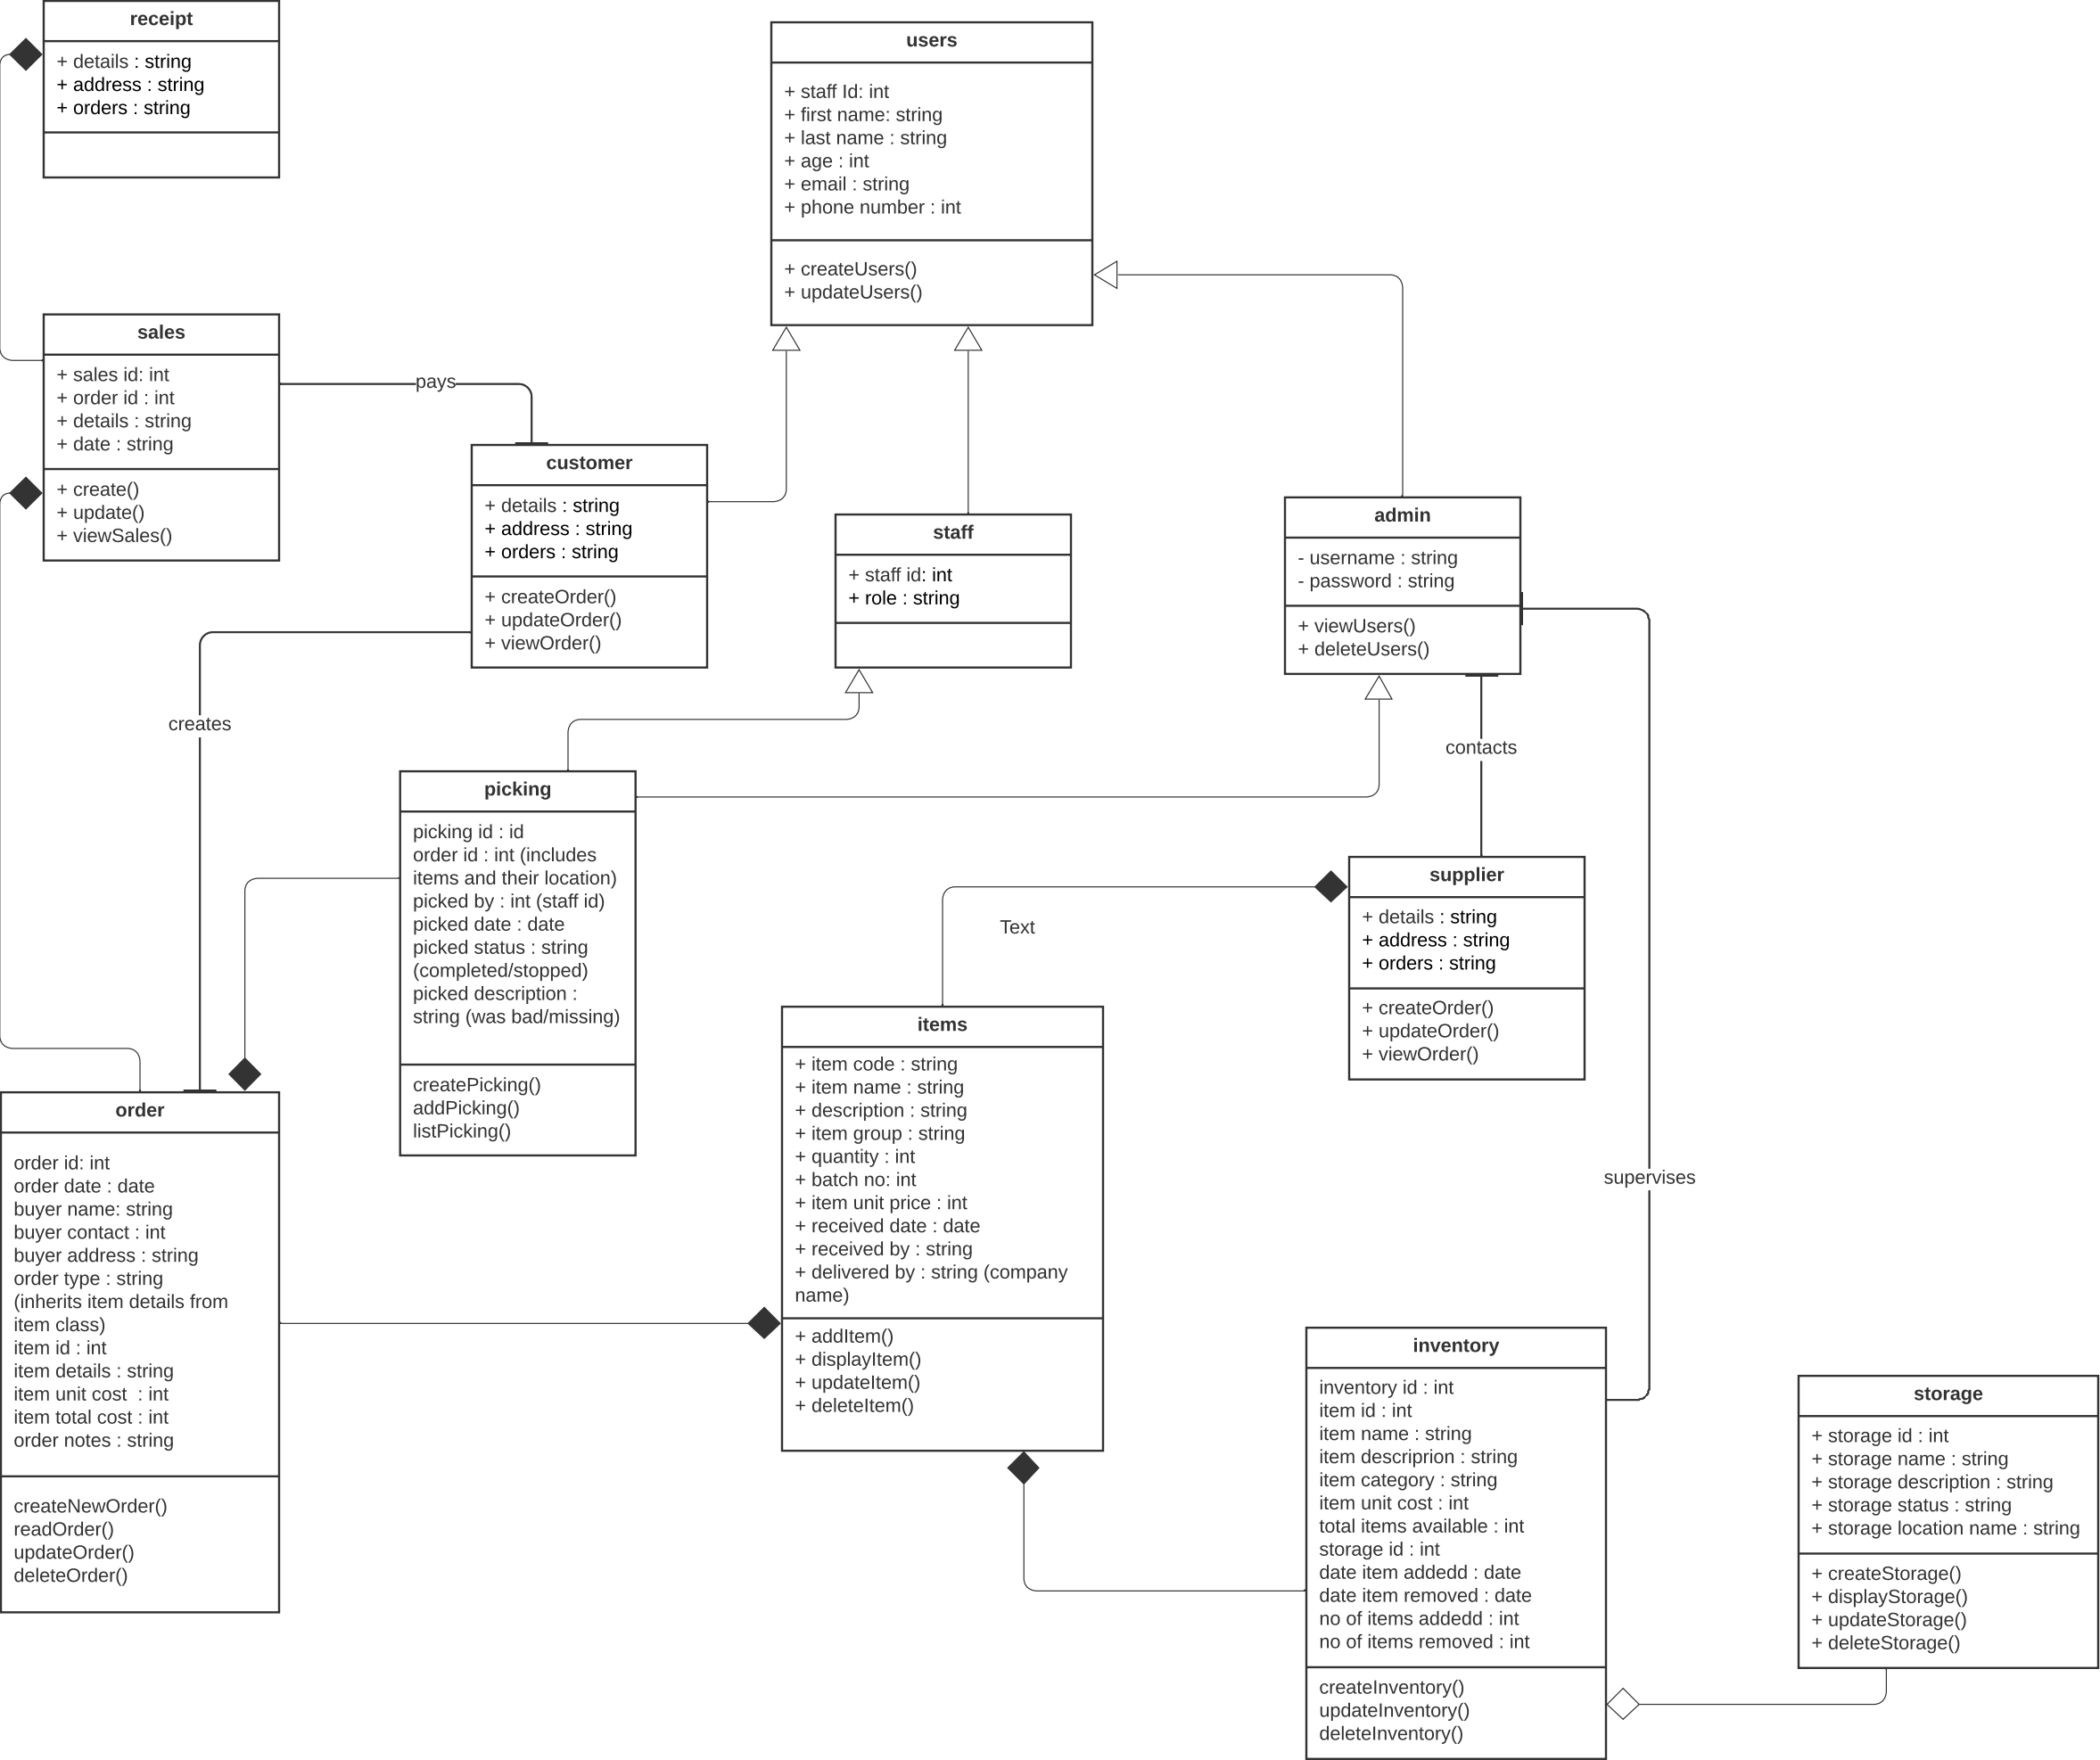 receipt
+ details : string
+ address : string
+ orders : string
users
+ staff Id: int
+ first name: string
+ last name : string
+ age : int
+ email : string
+ phone number : int
+ createUsers()
+ updateUsers()
sales
+ sales id: int
+ order id : int
+ details : string
+ date : string
+ create()
+ update()
+ viewSales()
pays
customer
+ details : string
+ address : string
+ orders : string
+ createOrder()
+ updateOrder()
+ viewOrder()
staff
+ staff id: int
+ role : string
admin
- username : string
- password : string
+ viewUsers()
+ deleteUsers()
creates
contacts
picking
picking id : id
order id : int (includes
items and their location)
picked by : int (staff id)
picked date : date
picked status : string
(completed/stopped)
picked description :
string (was bad/missing)
createPicking()
addPicking()
listPicking()
supplier
+ details : string
+ address : string
+ orders : string
+ createOrder()
+ updateOrder()
+ viewOrder()
Text
items
+ item code : string
+ item name : string
+ description : string
+ item group : string
+ quantity : int
+ batch no: int
+ item unit price : int
+ received date : date
+ received by : string
+ delivered by : string (company
name)
+ addItem()
+ displayItem()
+ updateItem()
+ deleteItem()
supervises
order
order id: int
order date : date
buyer name: string
buyer contact : int
buyer address : string
order type : string
(inherits item details from
item class)
item id : int
item details : string
item unit cost  : int
item total cost : int
order notes : string
createNewOrder()
readOrder()
updateOrder()
deleteOrder()
inventory
inventory id : int
item id : int
item name : string
item descriprion : string
item category : string
item unit cost : int
total items available : int
storage id : int
date item addedd : date
date item removed : date
no of items addedd : int
no of items removed : int
createInventory()
updateInventory()
deleteInventory()
storage
+ storage id : int
+ storage name : string
+ storage description : string
+ storage status : string
+ storage location name : string
+ createStorage()
+ displayStorage()
+ updateStorage()
+ deleteStorage()